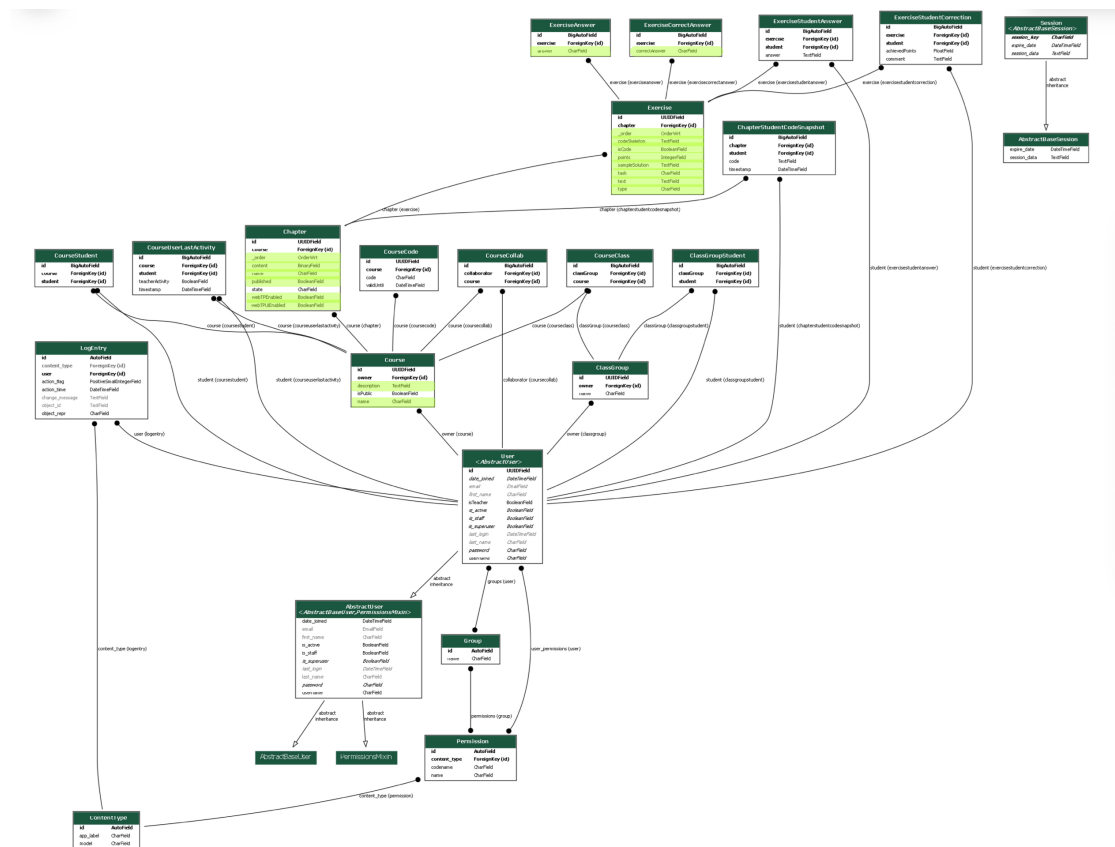 ExerciseAnswer
id BigAutoField
exercise ForeignKey (id)
answer CharField
ExerciseCorrectAnswer
id BigAutoField
exercise ForeignKey (id)
correctAnswer CharField
ExerciseStudentAnswer
id BigAutoField
exercise ForeignKey (id)
student ForeignKey (id)
answer TextField
ExerciseStudentCorrection
id BigAutoField
exercise ForeignKey (id)
student ForeignKey (id)
achievedPoints FloatField
comment TextField
Session
<AbstractBaseSession>
session_key CharField
expire_date DateTimeField
session_data TextField
exercise (exerciseanswer)
exercise (exercisecorrectanswer)
exercise (exercisestudentanswer)
exercise (exercisestudentcorrection)
abstract
inheritance
Exercise
id UUIDField
chapter ForeignKey (id)
_order OrderWrt
codeSkeleton TextField
isCode BooleanField
points IntegerField
sampleSolution TextField
task CharField
text TextField
type CharField
ChapterStudentCodeSnapshot
id BigAutoField
chapter ForeignKey (id)
student ForeignKey (id)
code TextField
timestamp DateTimeField
AbstractBaseSession
expire_date DateTimeField
session_data TextField
chapter (exercise)
chapter (chapterstudentcodesnapshot)
CourseStudent
id BigAutoField
course ForeignKey (id)
student ForeignKey (id)
CourseUserLastActivity
id BigAutoField
course ForeignKey (id)
student ForeignKey (id)
teacherActivity BooleanField
timestamp DateTimeField
Chapter
id UUIDField
course ForeignKey (id)
_order OrderWrt
content BinaryField
name CharField
published BooleanField
state CharField
webTPEnabled BooleanField
webTPUIEnabled BooleanField
CourseCode
id UUIDField
course ForeignKey (id)
code CharField
validUntil DateTimeField
CourseCollab
id BigAutoField
collaborator ForeignKey (id)
course ForeignKey (id)
CourseClass
id BigAutoField
classGroup ForeignKey (id)
course ForeignKey (id)
ClassGroupStudent
id BigAutoField
classGroup ForeignKey (id)
student ForeignKey (id)
student (exercisestudentanswer)
student (exercisestudentcorrection)
course (coursestudent)
course (courseuserlastactivity)
course (chapter)
course (coursecode)
course (coursecollab)
course (courseclass)
classGroup (courseclass)
classGroup (classgroupstudent)
student (chapterstudentcodesnapshot)
LogEntry
id AutoField
content_type ForeignKey (id)
user ForeignKey (id)
action_flag PositiveSmallIntegerField
action_time DateTimeField
change_message TextField
object_id TextField
object_repr CharField
student (coursestudent)
student (courseuserlastactivity)
Course
id UUIDField
owner ForeignKey (id)
description TextField
isPublic BooleanField
name CharField
collaborator (coursecollab)
ClassGroup
id UUIDField
owner ForeignKey (id)
name CharField
student (classgroupstudent)
user (logentry)
owner (course)
owner (classgroup)
User
<AbstractUser>
id UUIDField
date_joined DateTimeField
email EmailField
first_name CharField
isTeacher BooleanField
is_active BooleanField
is_staff BooleanField
is_superuser BooleanField
last_login DateTimeField
last_name CharField
password CharField
username CharField
abstract
inheritance
groups (user)
AbstractUser
<AbstractBaseUser,PermissionsMixin>
date_joined DateTimeField
email EmailField
first_name CharField
is_active BooleanField
is_staff BooleanField
is_superuser BooleanField
last_login DateTimeField
last_name CharField
password CharField
username CharField
Group
id AutoField
name CharField
content_type (logentry)
user_permissions (user)
abstract
inheritance
abstract
inheritance
permissions (group)
AbstractBaseUser
PermissionsMixin
Permission
id AutoField
content_type ForeignKey (id)
codename CharField
name CharField
content_type (permission)
ContentType
id AutoField
app_label CharField
model CharField